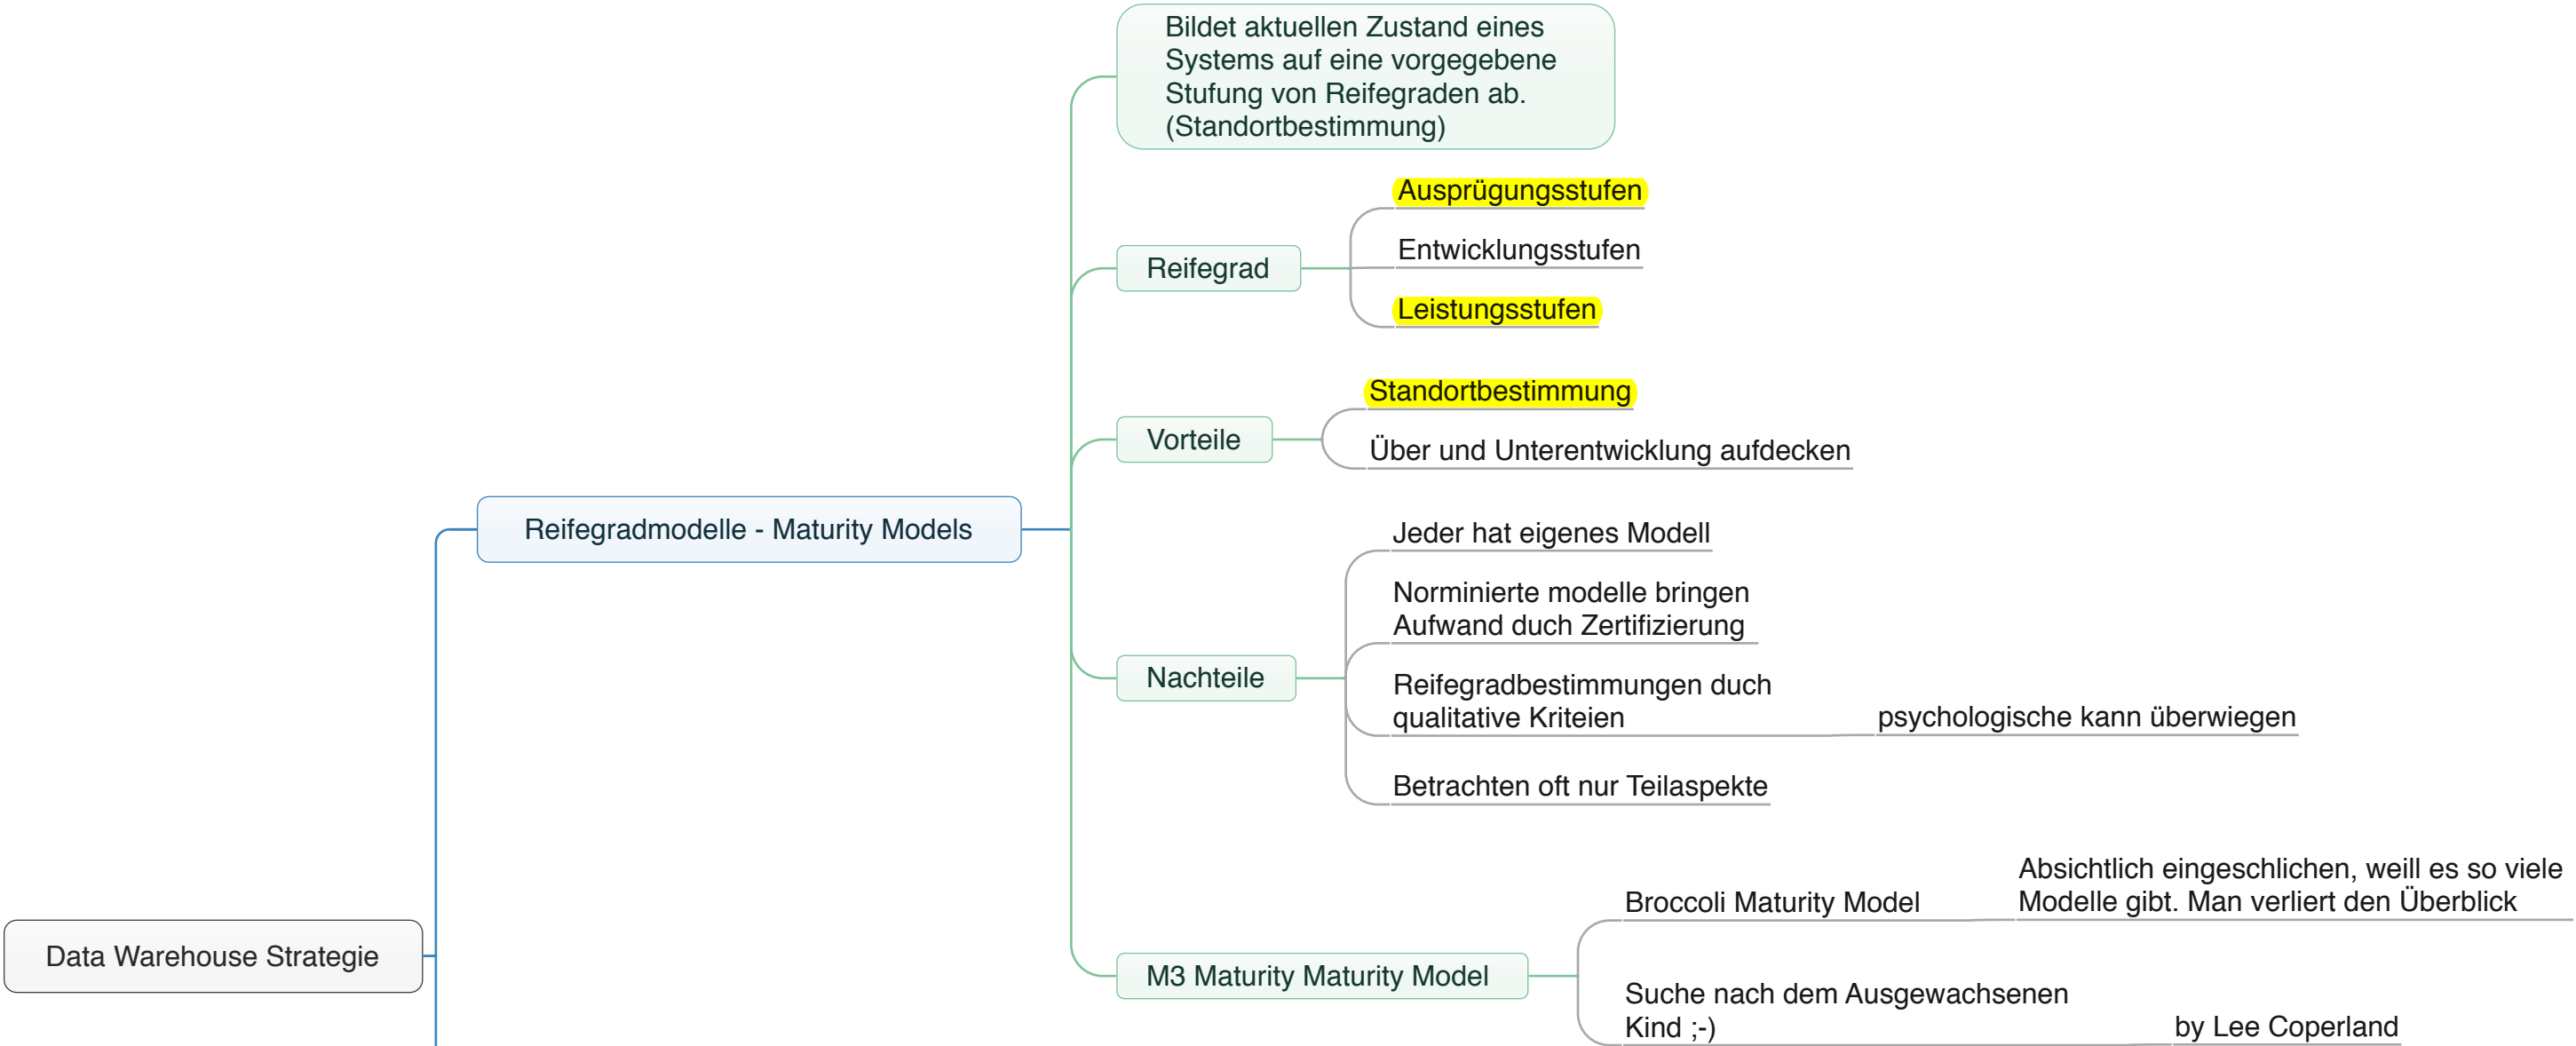 Bildet aktuellen Zustand eines
Systems auf eine vorgegebene
Stufung von Reifegraden ab.
(Standortbestimmung)
Ausprügungsstufen
Entwicklungsstufen
Reifegrad
Leistungsstufen
Standortbestimmung
Vorteile
Über und Unterentwicklung aufdecken
Reifegradmodelle - Maturity Models
Jeder hat eigenes Modell
Norminierte modelle bringen
Aufwand duch Zertifizierung
Nachteile
Reifegradbestimmungen duch
qualitative Kriteien
psychologische kann überwiegen
Betrachten oft nur Teilaspekte
Broccoli Maturity Model
Absichtlich eingeschlichen, weill es so viele
Modelle gibt. Man verliert den Überblick
Data Warehouse Strategie
M3 Maturity Maturity Model
Suche nach dem Ausgewachsenen
Kind ;-)
by Lee Coperland